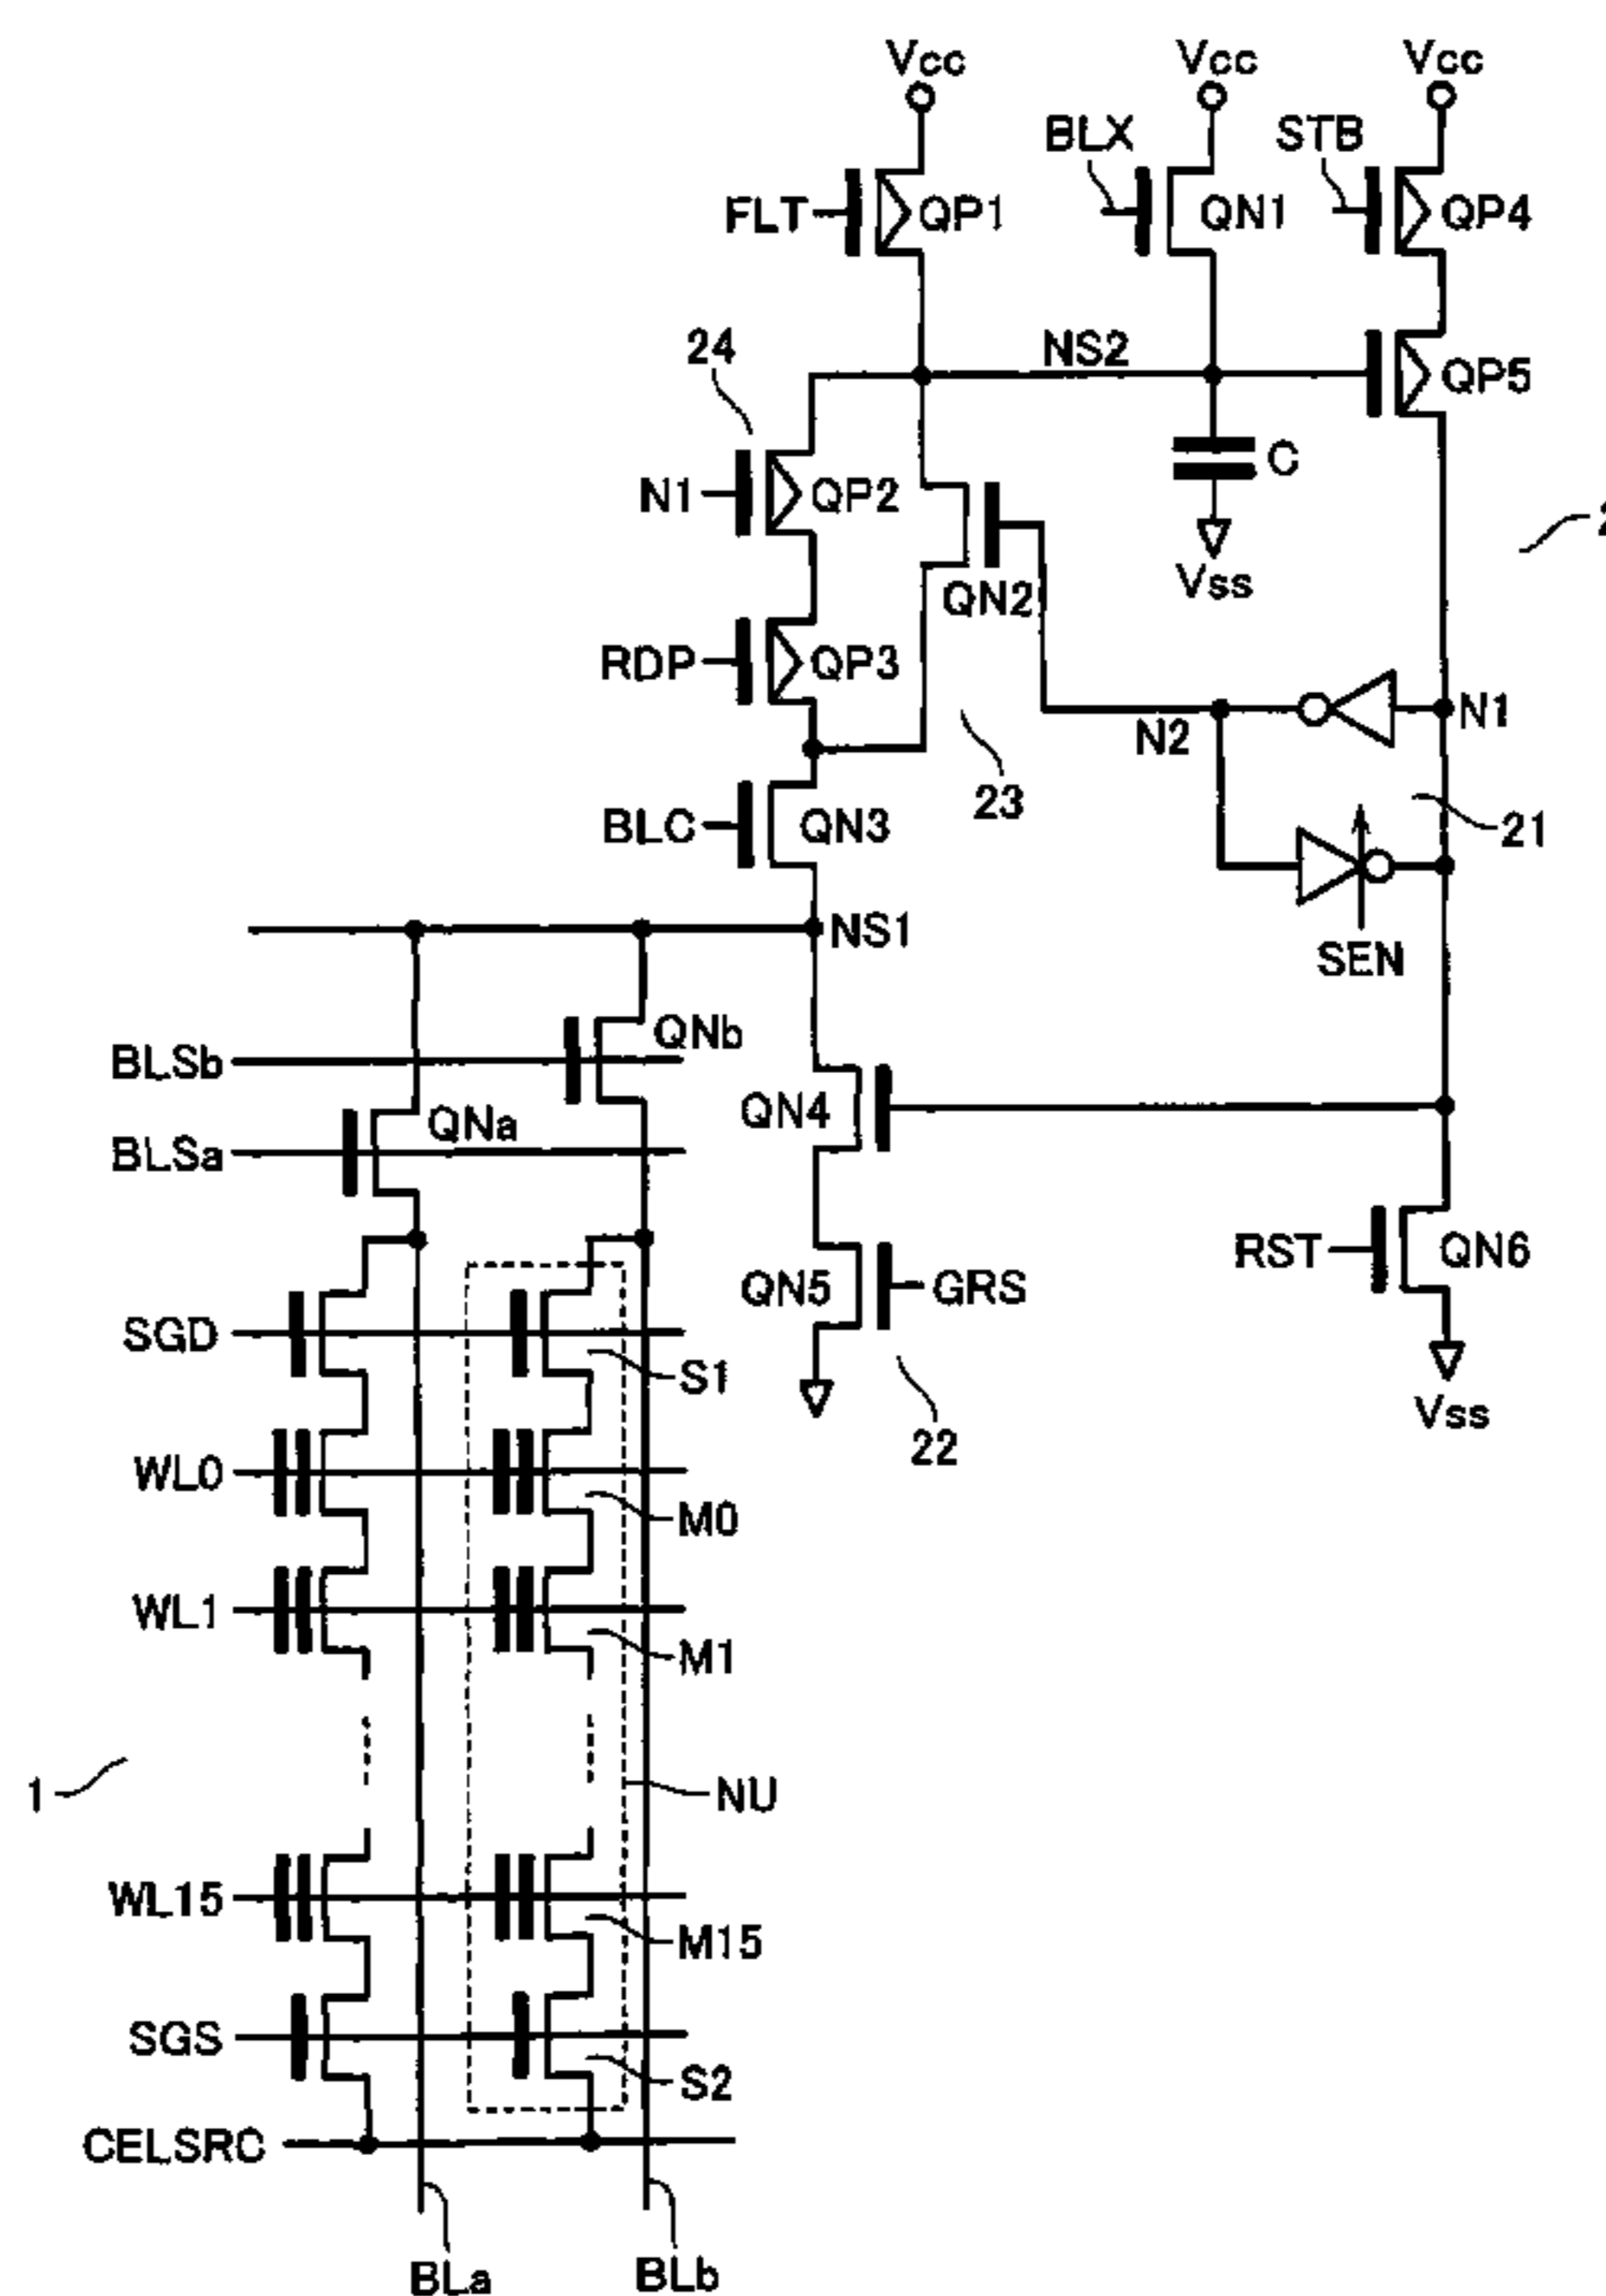 Vcc Vcc Vcc
BLX STB
FLT QP1 QN1 QP4
24 NS2 QP5
C
N1 QP2
2
QN2 Vss
RDP QP3
N2 N1
23
BLC QN3 21
NS1 SEN
BLSb QNb
BLSa QNa QN4
RST QN6
QN5 GRS
SGD S1
22 Vss
WL0 M0
WL1 M1
1 NU
WL15 M15
SGS S2
CELSRC
BLa BLb